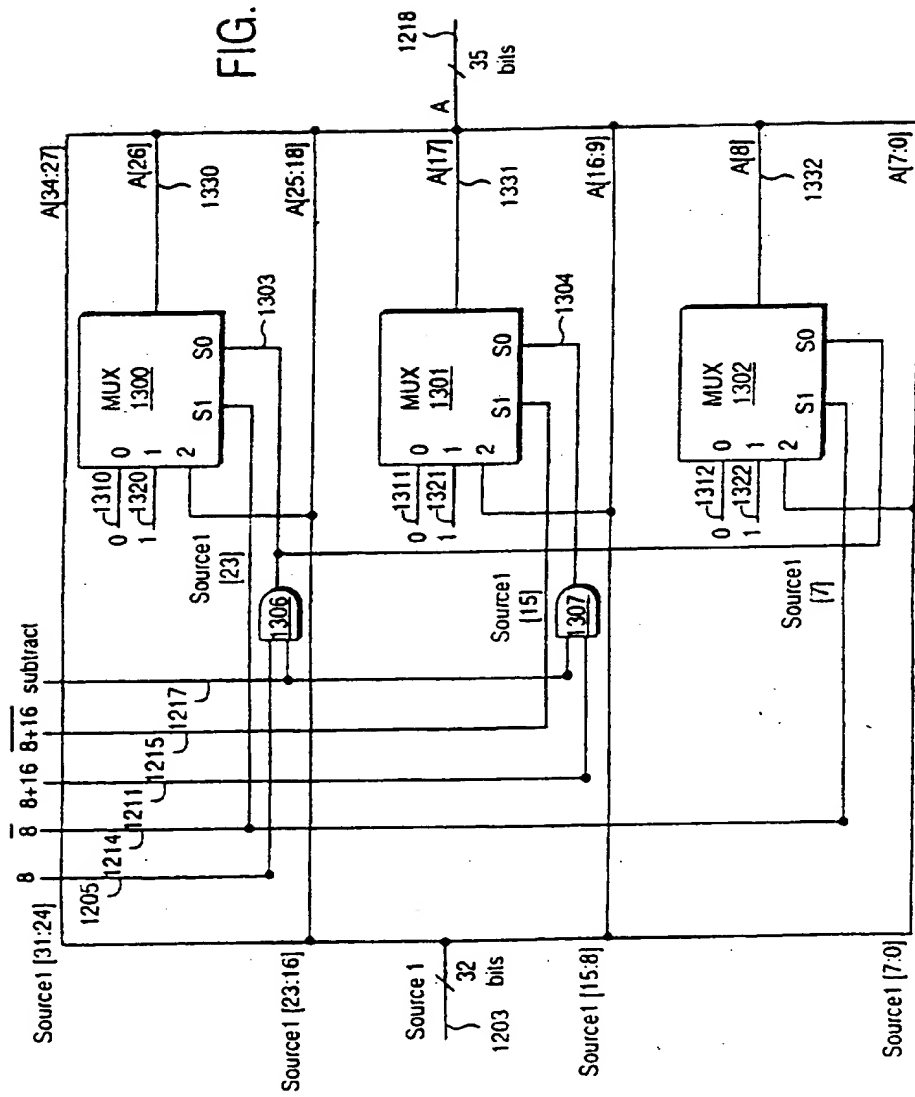 FIG.
8
8
8+16
8+16
subtract
1205
1214
1211
1215
1217
Source1 [31:24]
A[34:27]
0
1310
0
1
1320
1
2
MUX
1300
S1
S0
1303
A[26]
1330
Source1
[23]
1306
Source1 [23:16]
A[25:18]
Source 1
32
bits
1203
0
1311
0
1
1321
1
2
MUX
1301
S1
S0
1304
A[17]
1331
A
35
bits
1218
Source1
[15]
1307
Source1 [15:8]
A[16:9]
0
1312
0
1
1322
1
2
MUX
1302
S1
S0
A[8]
1332
Source1
[7]
Source1 [7:0]
A[7:0]